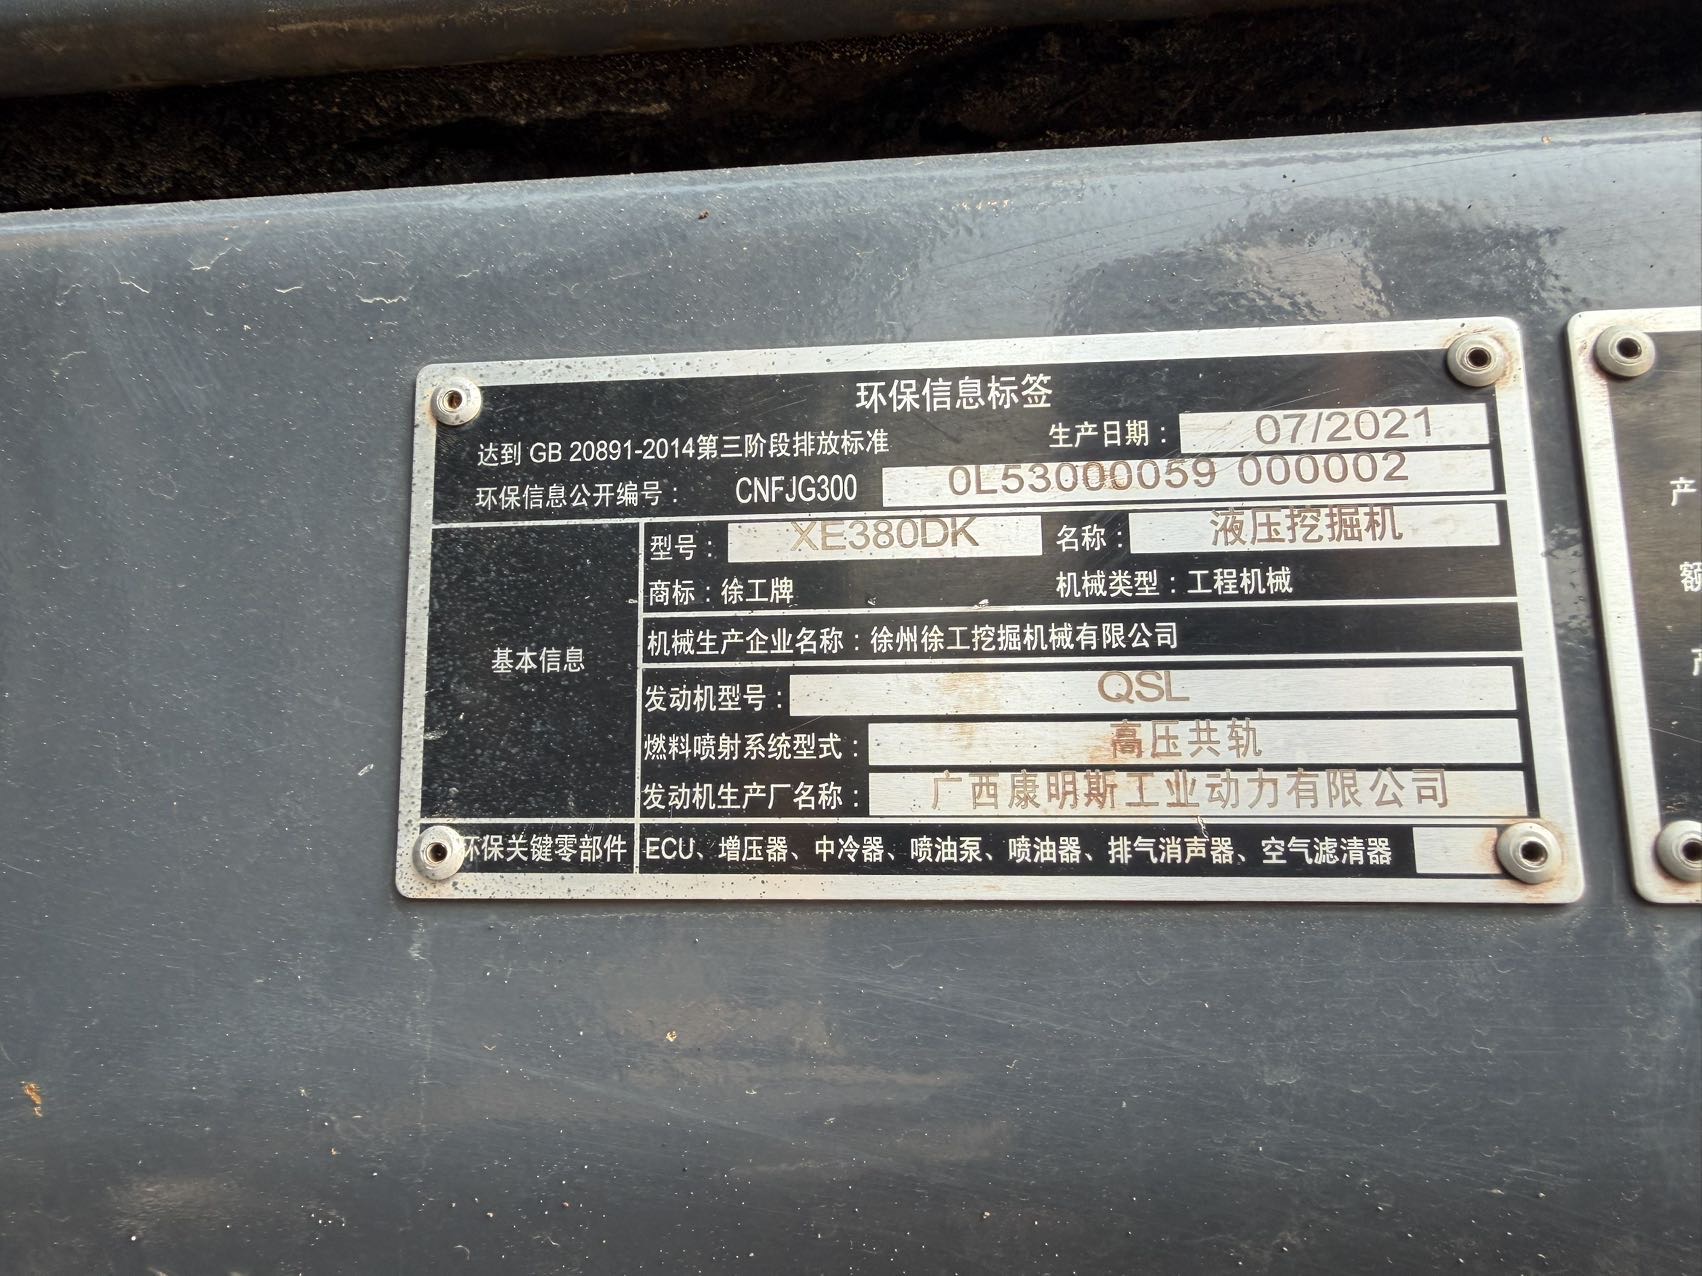 环保信息标签
达到 GB 20891-2014第三阶段排放标准 生产日期： 07/2021
环保信息公开编号： CNFJG300 0L53000059 000002
基本信息
型号： XE380DK 名称： 液压挖掘机
商标：徐工牌 机械类型：工程机械
机械生产企业名称：徐州徐工挖掘机械有限公司
发动机型号： QSL
燃料喷射系统型式： 高压共轨
发动机生产厂名称： 广西康明斯工业动力有限公司
环保关键零部件 ECU、增压器、中冷器、喷油泵、喷油器、排气消声器、空气滤清器
产
额